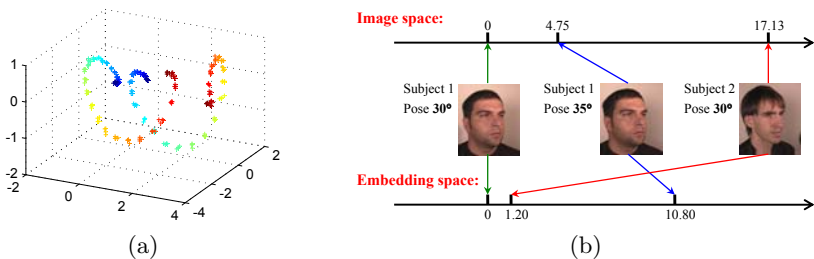 1
0
-1
-2
-2
0
2
4
-4
-2
0
2
(a)
Image space:
0
4.75
17.13
Subject 1
Pose 30°
Subject 1
Pose 35°
Subject 2
Pose 30°
Embedding space:
0
1.20
10.80
(b)